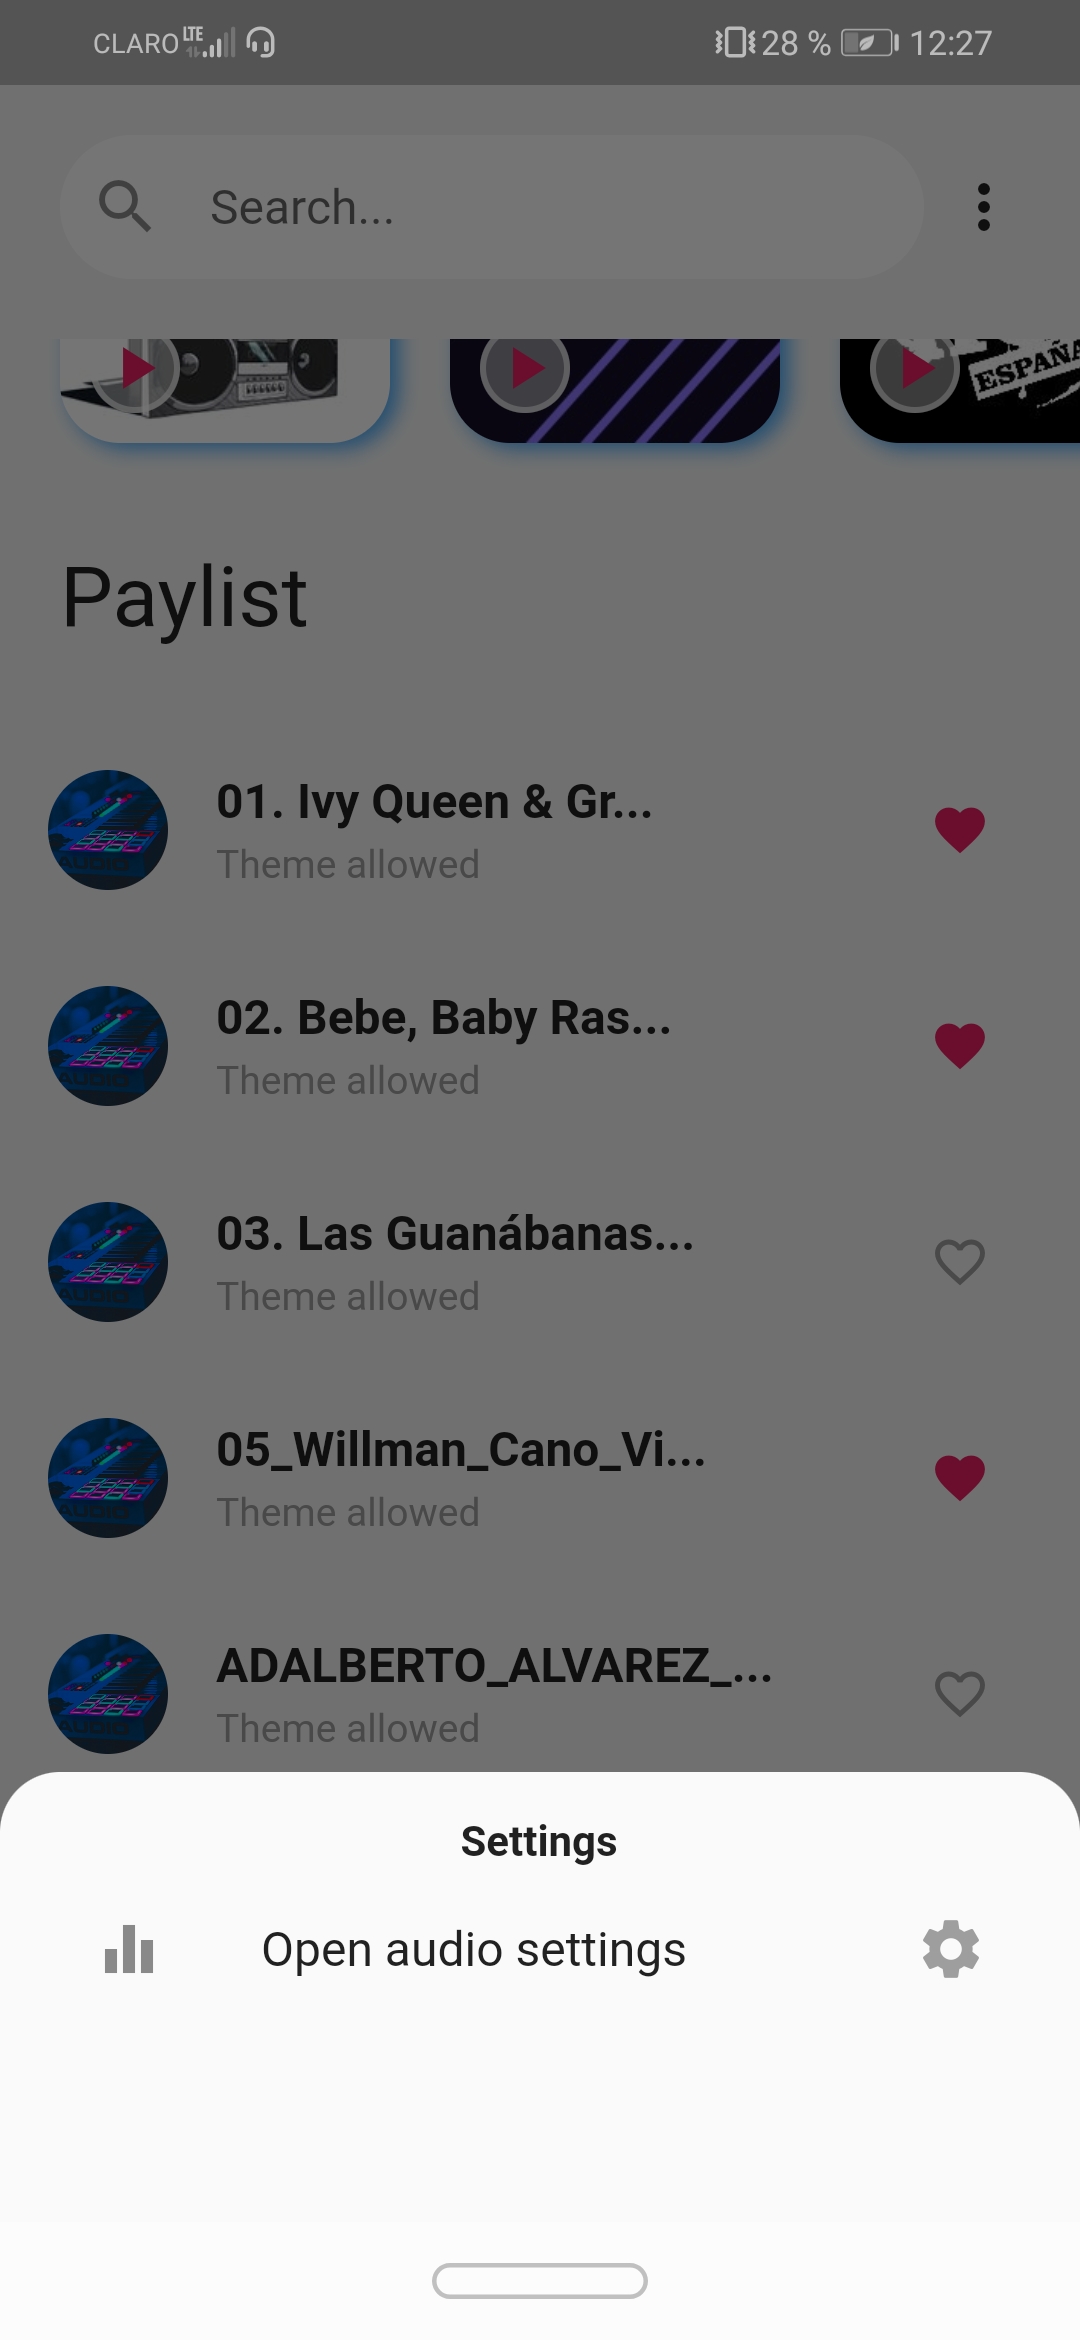 CLARO LTE 28 % 12:27
Search...
ESPAÑA
Paylist
01. Ivy Queen & Gr...
Theme allowed
02. Bebe, Baby Ras...
Theme allowed
03. Las Guanábanas...
Theme allowed
05_Willman_Cano_Vi...
Theme allowed
ADALBERTO_ALVAREZ_...
Theme allowed
Settings
Open audio settings